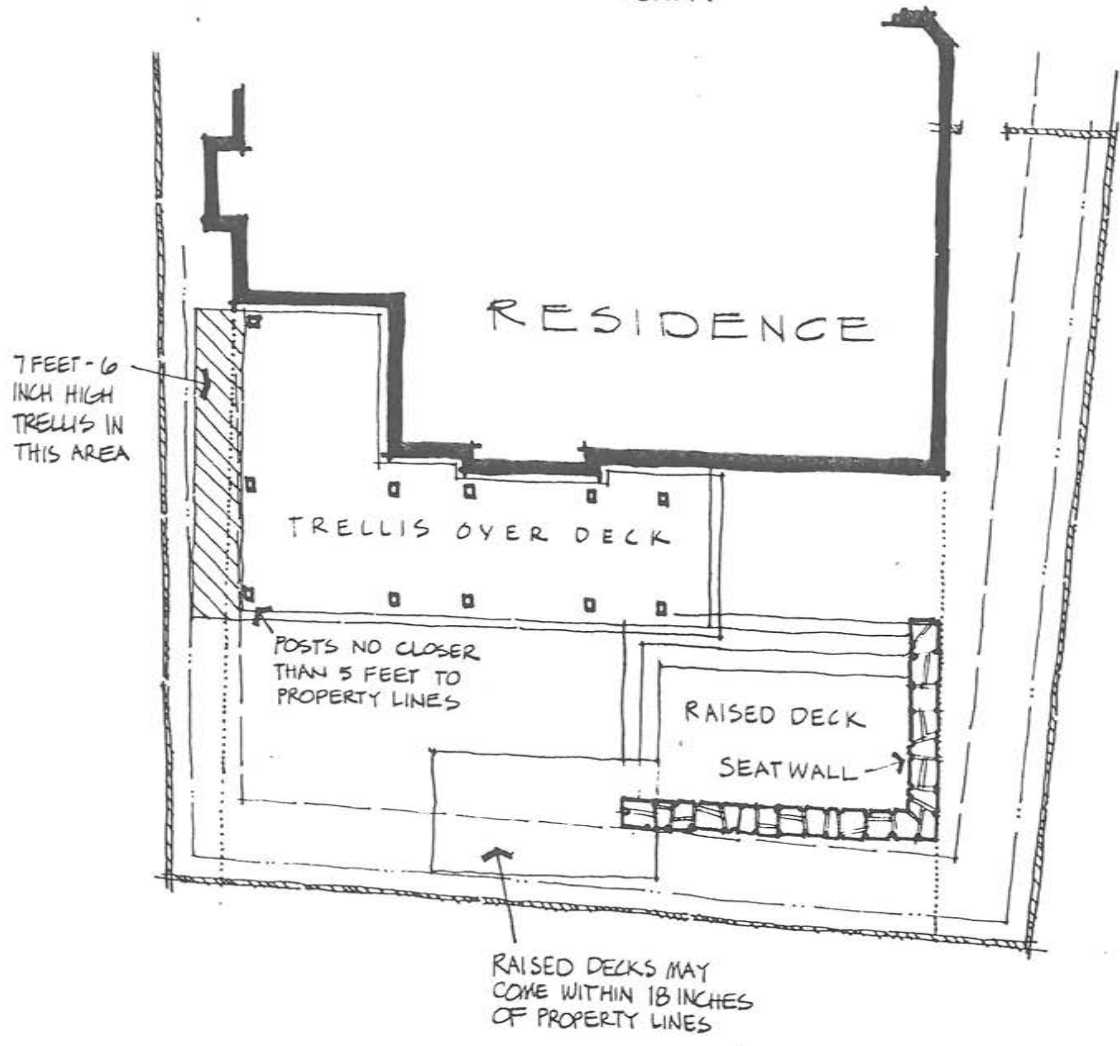 RESIDENCE
7 FEET - 6
INCH HIGH
TRELLIS IN
THIS AREA
TRELLIS OVER DECK
POSTS NO CLOSER
THAN 5 FEET TO
PROPERTY LINES
RAISED DECK
SEATWALL
RAISED DECKS MAY
COME WITHIN 18 INCHES
OF PROPERTY LINES